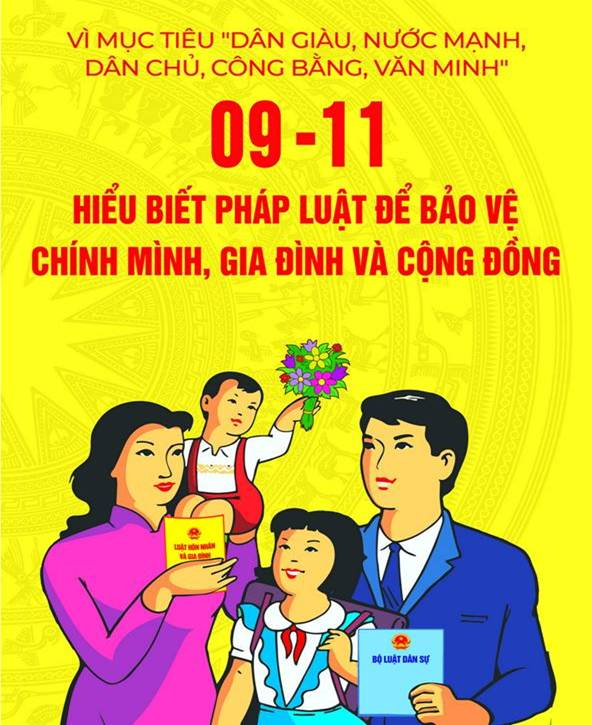 VÌ MỤC TIÊU "DÂN GIÀU, NƯỚC MẠNH,
DÂN CHỦ, CÔNG BẰNG, VĂN MINH"
09 -11
HIỂU BIẾT PHÁP LUẬT ĐỂ BẢO VỆ
CHÍNH MÌNH, GIA ĐÌNH VÀ CỘNG ĐỒNG
LUẬT HÔN NHÂN
VÀ GIA ĐÌNH
BỘ LUẬT DÂN SỰ